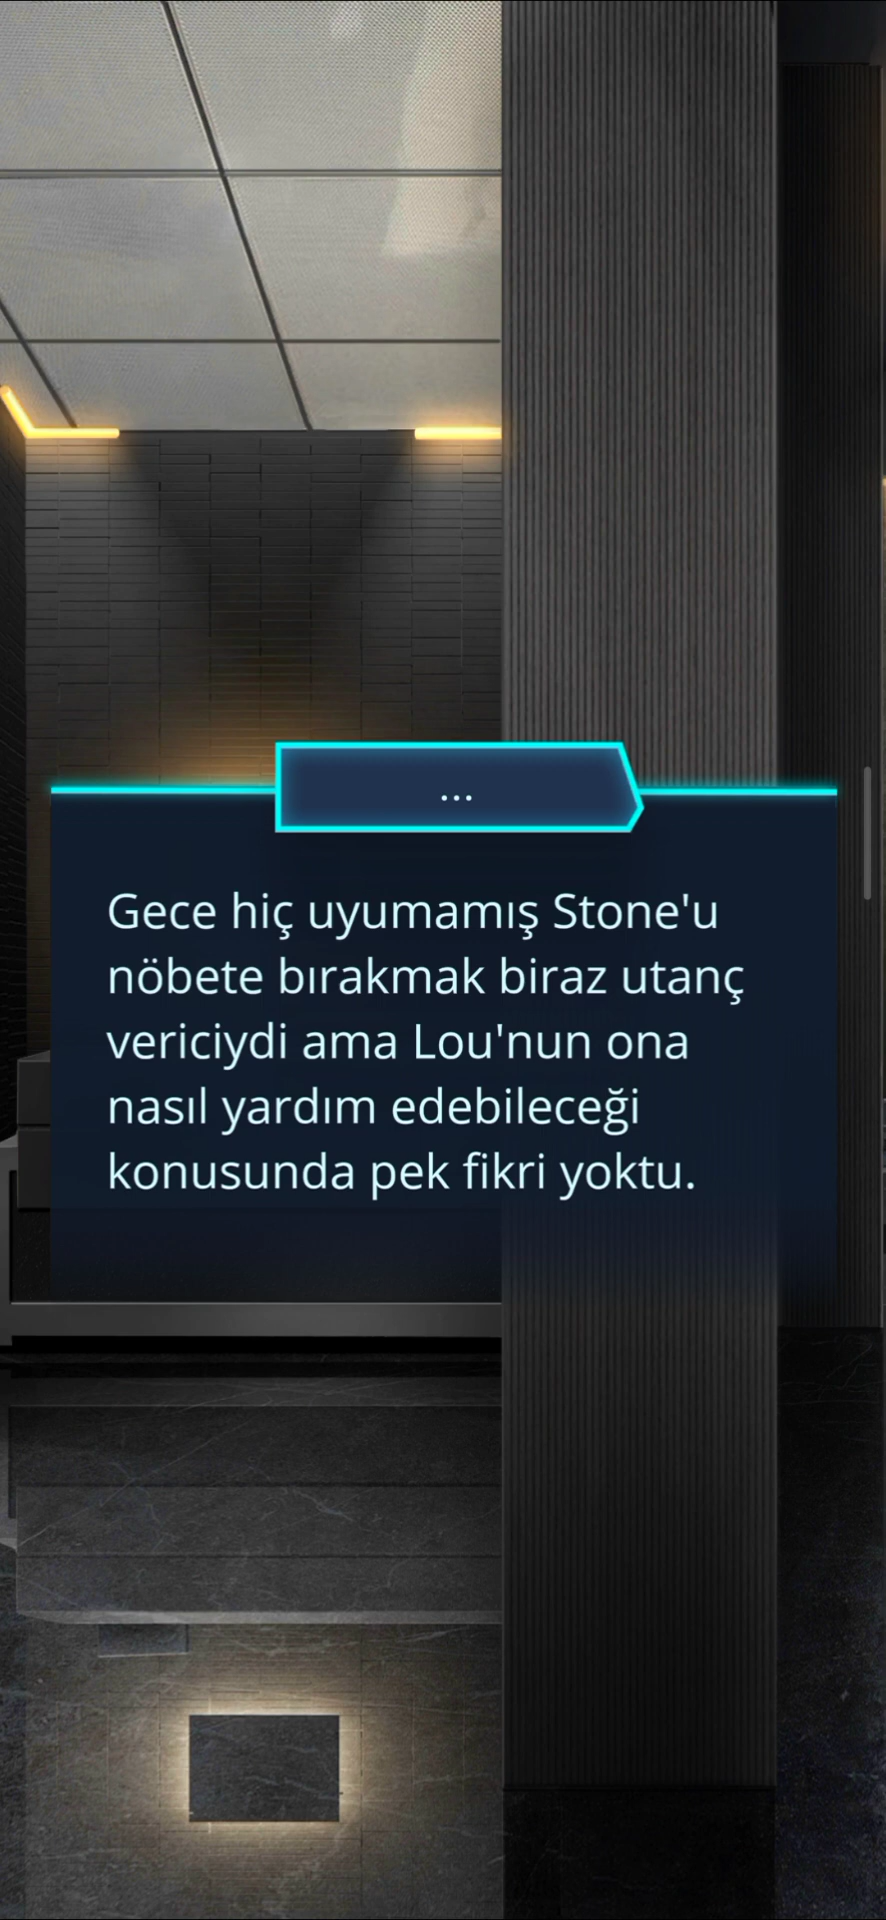 ...
Gece hiç uyumamış Stone'u
nöbete bırakmak biraz utanç
vericiydi ama Lou'nun ona
nasıl yardım edebileceği
konusunda pek fikri yoktu.